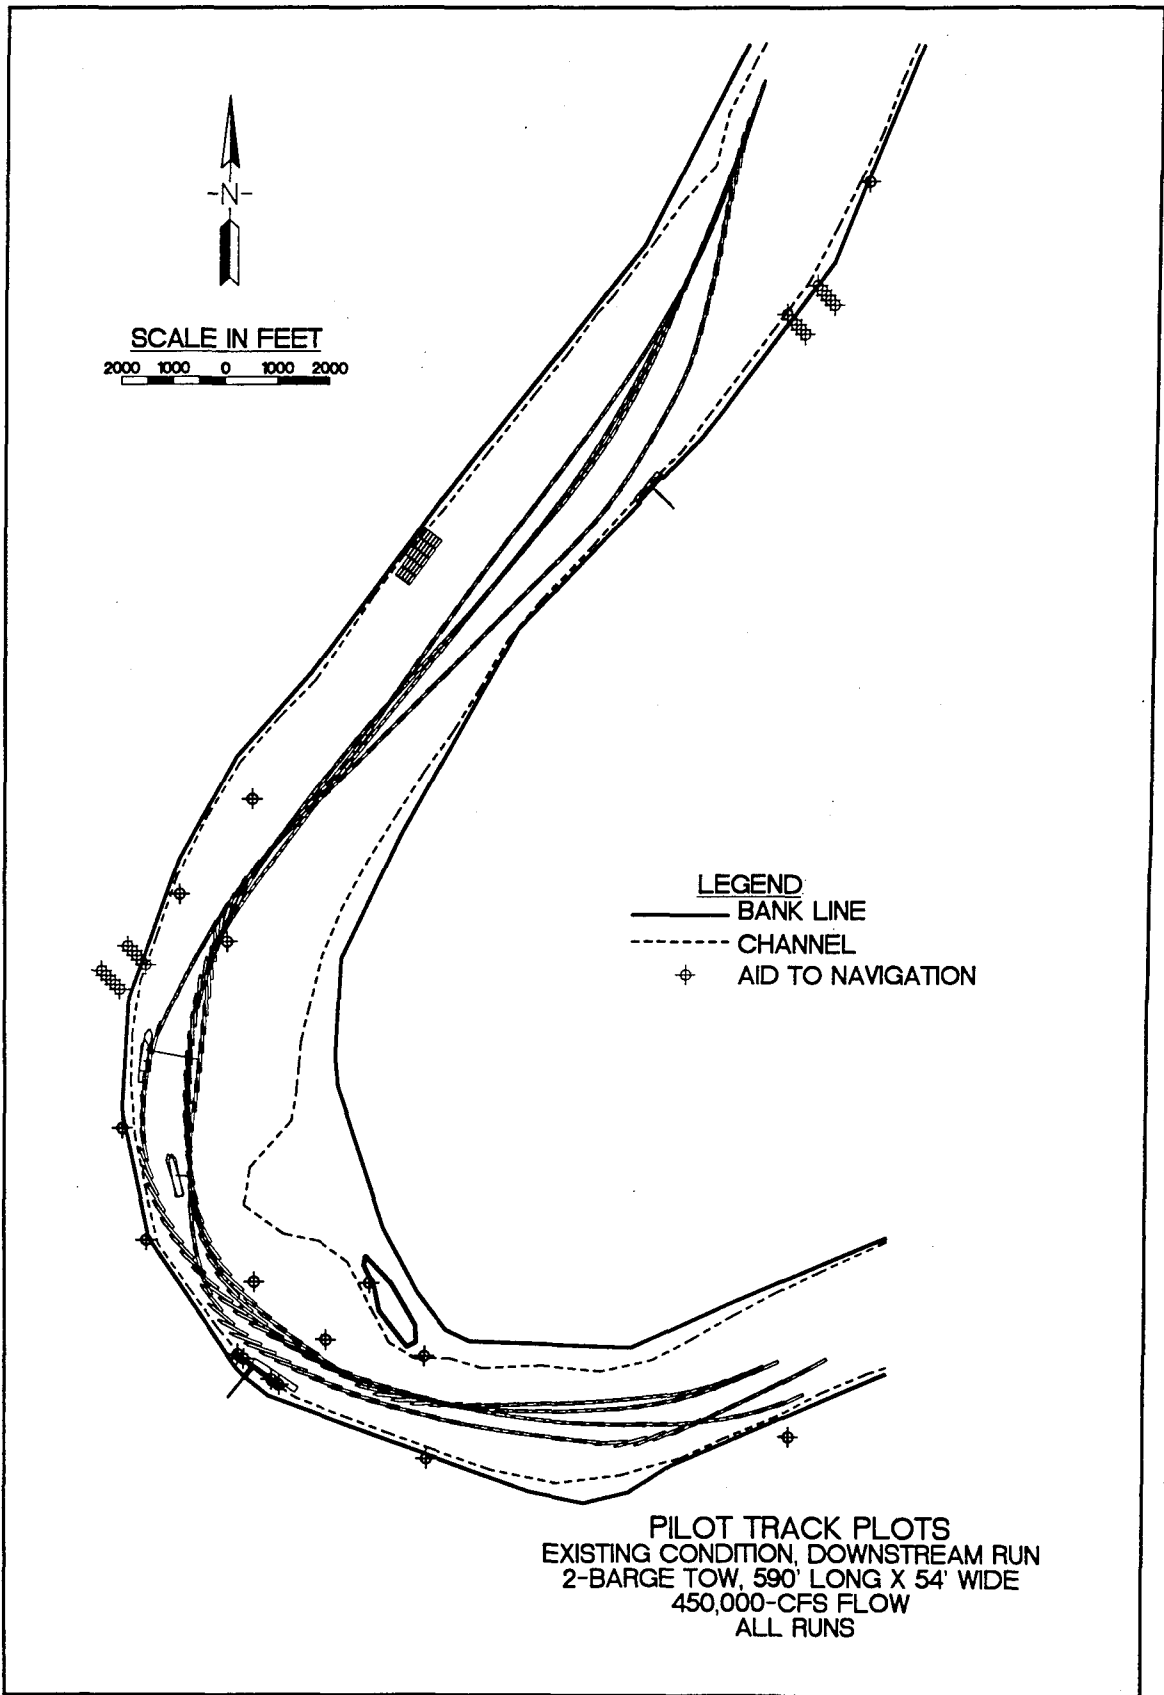 -N-
SCALE IN FEET
2000 1000 0 1000 2000
LEGEND
BANK LINE
CHANNEL
AID TO NAVIGATION
PILOT TRACK PLOTS
EXISTING CONDITION, DOWNSTREAM RUN
2-BARGE TOW, 590' LONG X 54' WIDE
450,000-CFS FLOW
ALL RUNS